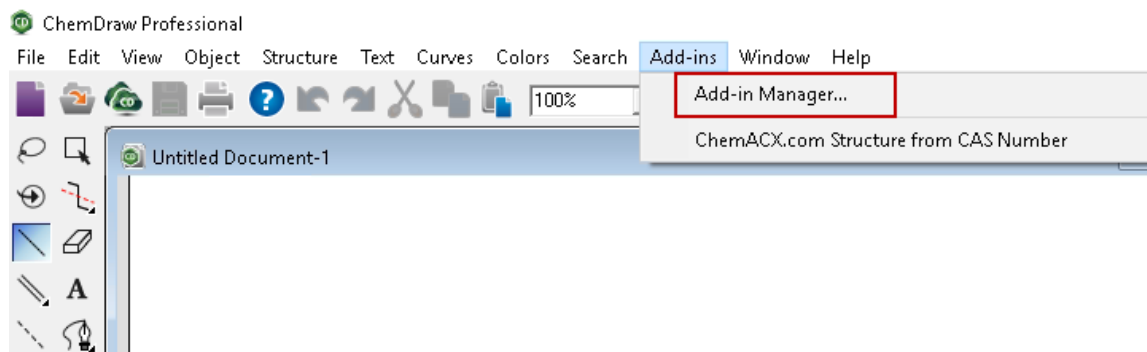 ChemDraw Professional
File Edit View Object Structure Text Curves Colors Search Add-ins Window Help
100%
Add-in Manager...
ChemACX.com Structure from CAS Number
Untitled Document-1
A